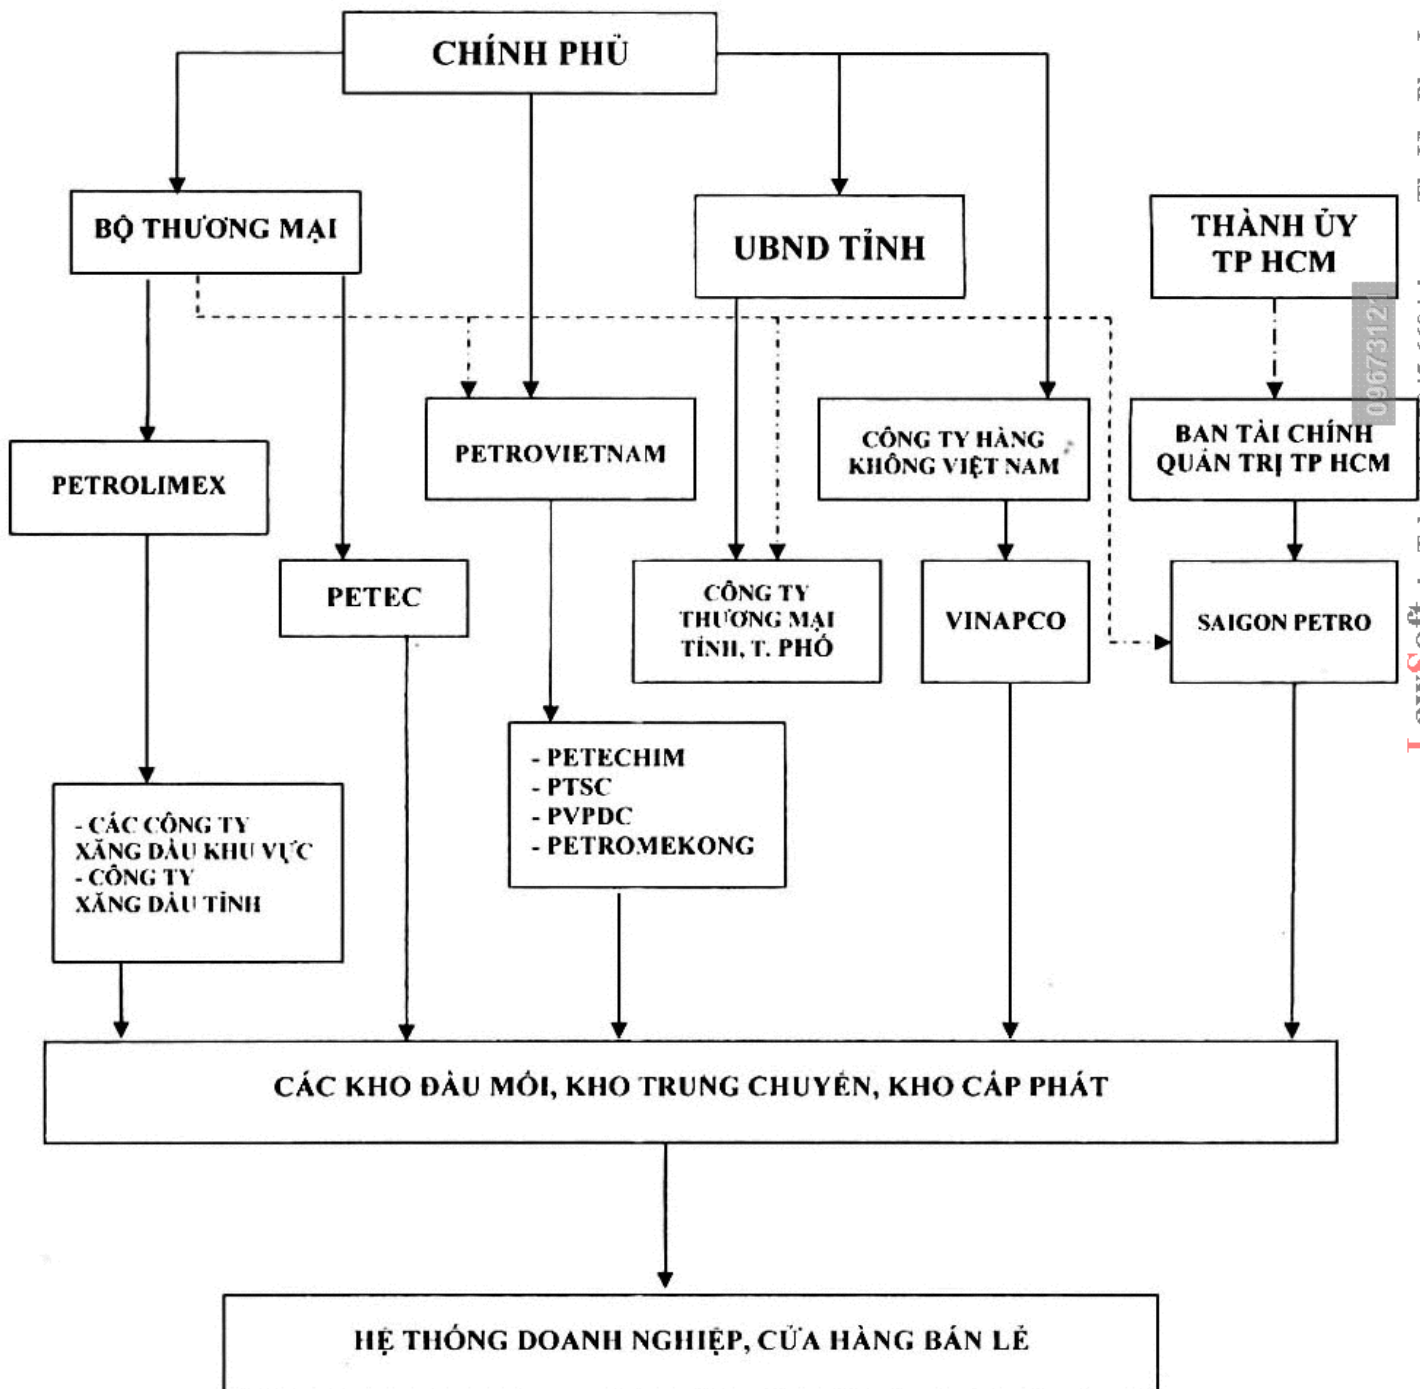 CHÍNH PHỦ
BỘ THƯƠNG MẠI
UBND TỈNH
THÀNH ỦY
TP HCM
PETROLIMEX
PETEC
PETROVIETNAM
CÔNG TY HÀNG
KHÔNG VIỆT NAM
BAN TÀI CHÍNH
QUẢN TRỊ TP HCM
CÔNG TY
THƯƠNG MẠI
TỈNH, T. PHỐ
VINAPCO
SAIGON PETRO
- PETECHIM
- PTSC
- PVPDC
- PETROMEKONG
- CÁC CÔNG TY
XĂNG DẦU KHU VỰC
- CÔNG TY
XĂNG DẦU TỈNH
CÁC KHO ĐẦU MỐI, KHO TRUNG CHUYỂN, KHO CẤP PHÁT
HỆ THỐNG DOANH NGHIỆP, CỬA HÀNG BÁN LẺ